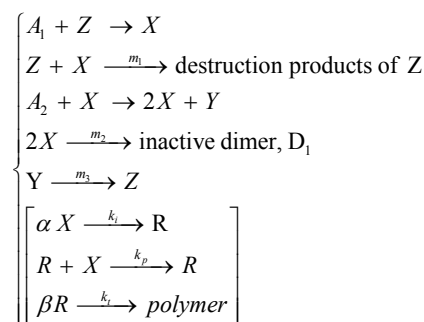 A₁ + Z → X
Z + X —m₁→ destruction products of Z
A₂ + X → 2X + Y
2X —m₂→ inactive dimer, D₁
Y —m₃→ Z
α X —kᵢ→ R
R + X —kₚ→ R
βR —kₜ→ polymer